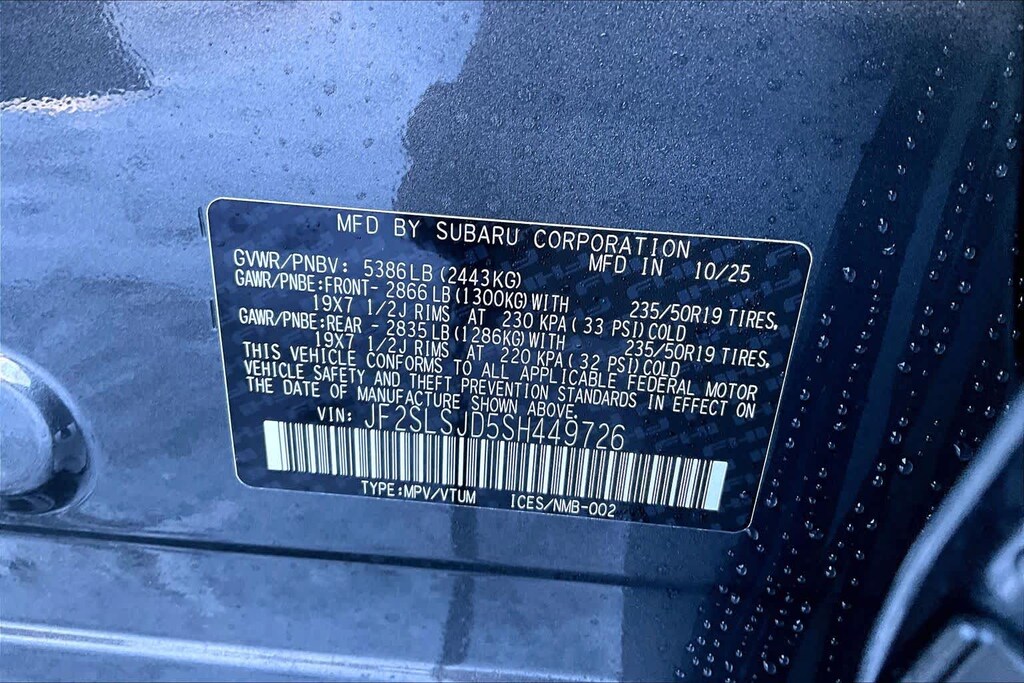 MFD BY SUBARU CORPORATION
MFD IN 10/25
GVWR/PNBV: 5386LB(2443KG)
GAWR/PNBE:FRONT- 2866LB(1300KG)WITH 235/50R19 TIRES,
19X7 1/2J RIMS AT 230 KPA(33 PSI)COLD
GAWR/PNBE:REAR - 2835LB(1286KG)WITH 235/50R19 TIRES,
19X7 1/2J RIMS AT 220 KPA(32 PSI)COLD
THIS VEHICLE CONFORMS TO ALL APPLICABLE FEDERAL MOTOR
VEHICLE SAFETY AND THEFT PREVENTION STANDARDS IN EFFECT ON
THE DATE OF MANUFACTURE SHOWN ABOVE.
VIN: JF2SLSJD5SH449726
TYPE:MPV/VTUM ICES/NMB-002